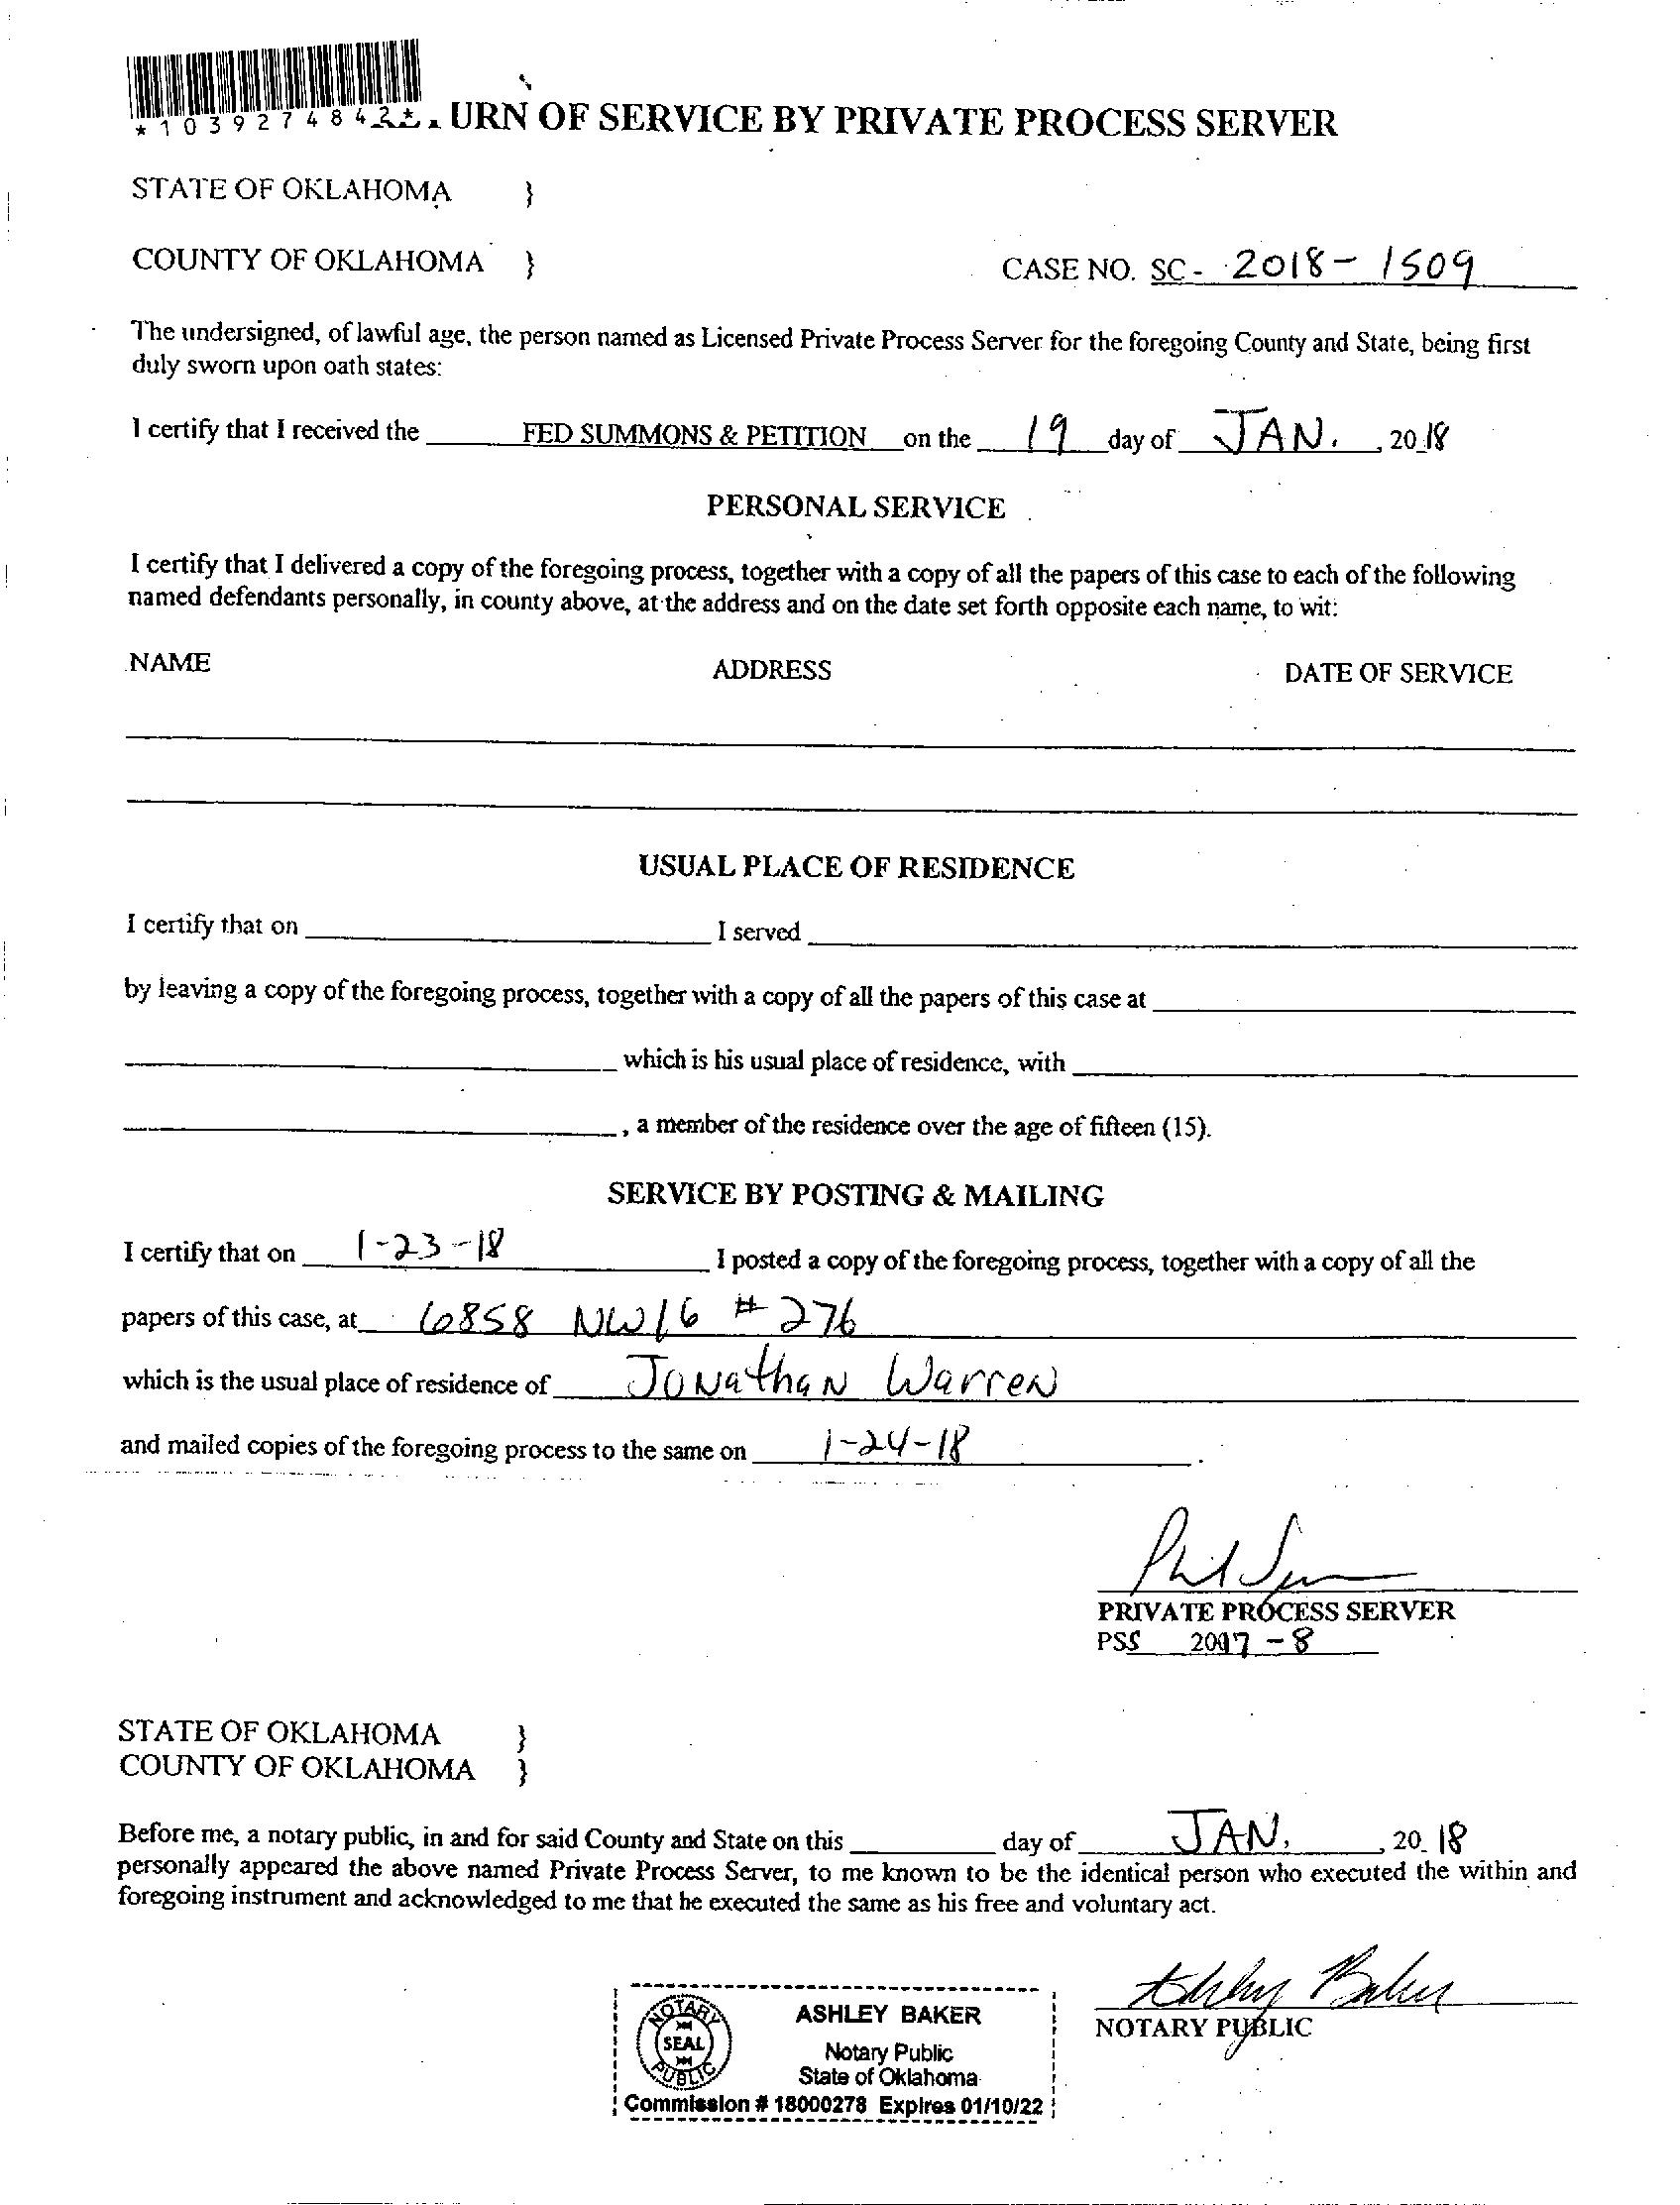 *1039274842*
URN OF SERVICE BY PRIVATE PROCESS SERVER
STATE OF OKLAHOMA }
COUNTY OF OKLAHOMA } CASE NO. SC- 2018-1509
The undersigned, of lawful age, the person named as Licensed Private Process Server for the foregoing County and State, being first
duly sworn upon oath states:
I certify that I received the FED SUMMONS & PETITION on the 19 day of JAN. , 2018
PERSONAL SERVICE
I certify that I delivered a copy of the foregoing process, together with a copy of all the papers of this case to each of the following
named defendants personally, in county above, at the address and on the date set forth opposite each name, to wit:
NAME ADDRESS DATE OF SERVICE
USUAL PLACE OF RESIDENCE
I certify that on I served
by leaving a copy of the foregoing process, together with a copy of all the papers of this case at
which is his usual place of residence, with
, a member of the residence over the age of fifteen (15).
SERVICE BY POSTING & MAILING
I certify that on 1-23-18 I posted a copy of the foregoing process, together with a copy of all the
papers of this case, at 6858 NW16 #276
which is the usual place of residence of Jonathan Warren
and mailed copies of the foregoing process to the same on 1-24-18 .
Phil
PRIVATE PROCESS SERVER
PSS 2017-8
STATE OF OKLAHOMA }
COUNTY OF OKLAHOMA }
Before me, a notary public, in and for said County and State on this day of JAN. , 20 18
personally appeared the above named Private Process Server, to me known to be the identical person who executed the within and
foregoing instrument and acknowledged to me that he executed the same as his free and voluntary act.
Ashley Baker
NOTARY PUBLIC
NOTARY
SEAL
PUBLIC
ASHLEY BAKER
Notary Public
State of Oklahoma
Commission # 18000278 Expires 01/10/22